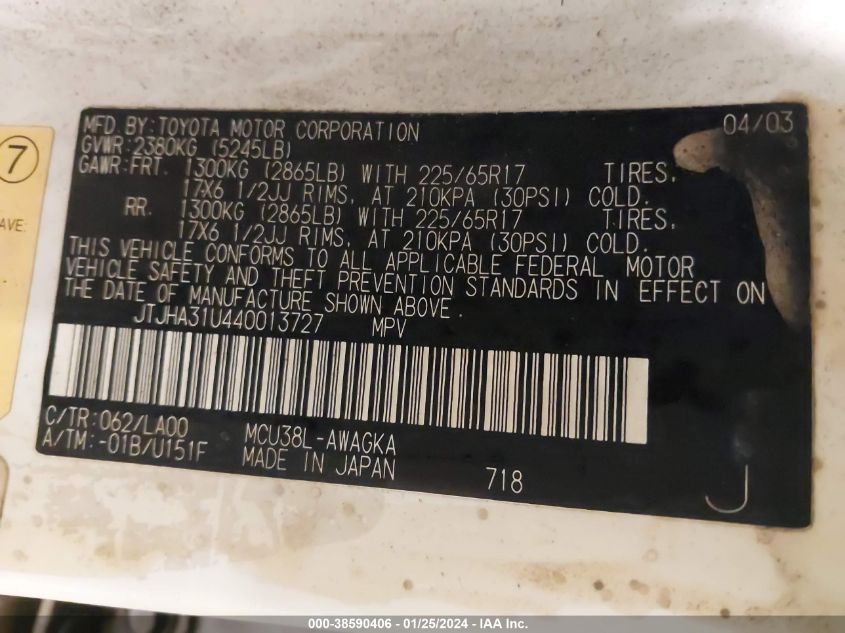 7
AVE:
MFD. BY: TOYOTA MOTOR CORPORATION 04/03
GVWR: 2380KG (5245LB)
GAWR: FRT. 1300KG (2865LB) WITH 225/65R17 TIRES,
17X6 1/2JJ RIMS, AT 210KPA (30PSI) COLD.
RR. 1300KG (2865LB) WITH 225/65R17 TIRES,
17X6 1/2JJ RIMS, AT 210KPA (30PSI) COLD.
THIS VEHICLE CONFORMS TO ALL APPLICABLE FEDERAL MOTOR
VEHICLE SAFETY AND THEFT PREVENTION STANDARDS IN EFFECT ON
THE DATE OF MANUFACTURE SHOWN ABOVE.
JTJHA31U440013727 MPV
C/TR: 062/LA00 MCU38L-AWAGKA
A/TM: -01B/U151F MADE IN JAPAN 718 J
000-38590406 - 01/25/2024 - IAA Inc.